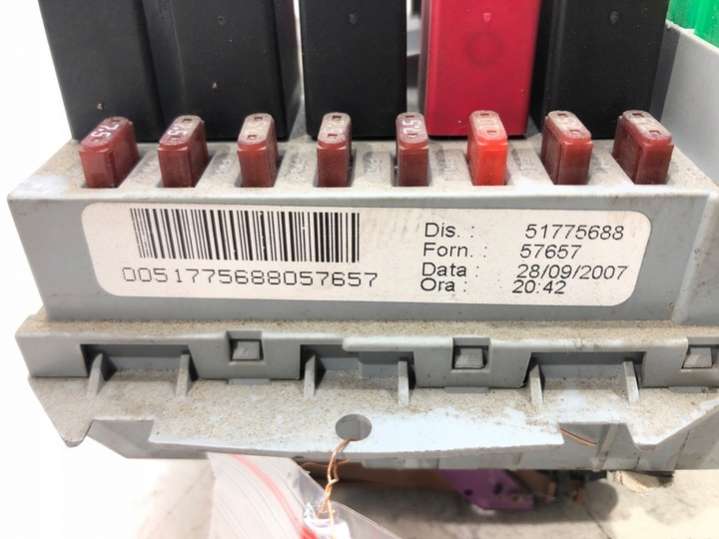 0051775688057657
Dis. : 51775688
Forn. : 57657
Data : 28/09/2007
Ora : 20:42